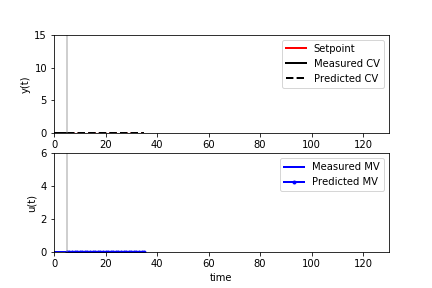 15
10
5
0
y(t)
Setpoint
Measured CV
Predicted CV
0 20 40 60 80 100 120
6
4
2
0
u(t)
Measured MV
Predicted MV
0 20 40 60 80 100 120
time